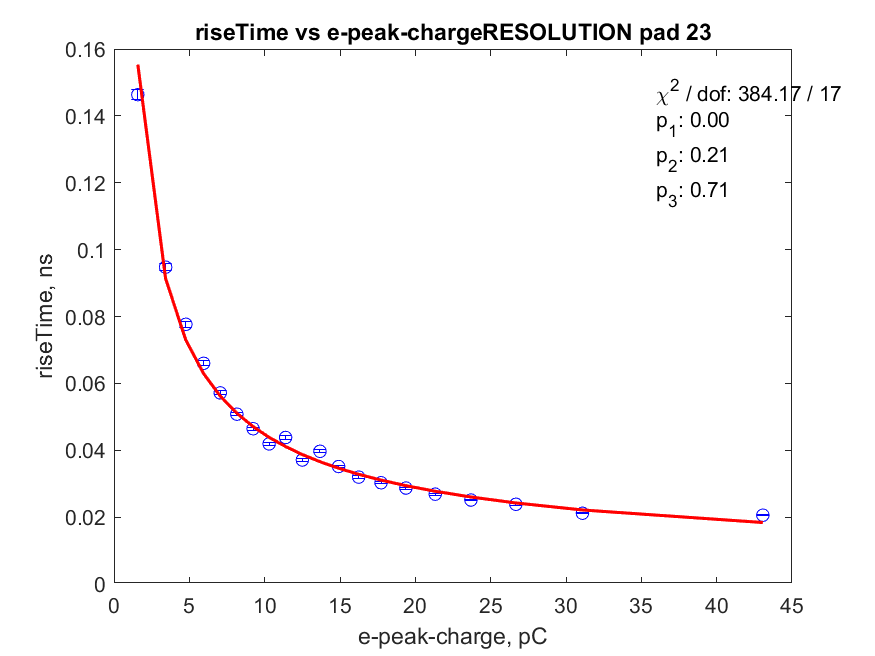 riseTime vs e-peak-chargeRESOLUTION pad 23
0.16
0.14
0.12
0.1
0.08
0.06
0.04
0.02
0
riseTime, ns
χ2 / dof: 384.17 / 17
p1: 0.00
p2: 0.21
p3: 0.71
0 5 10 15 20 25 30 35 40 45
e-peak-charge, pC